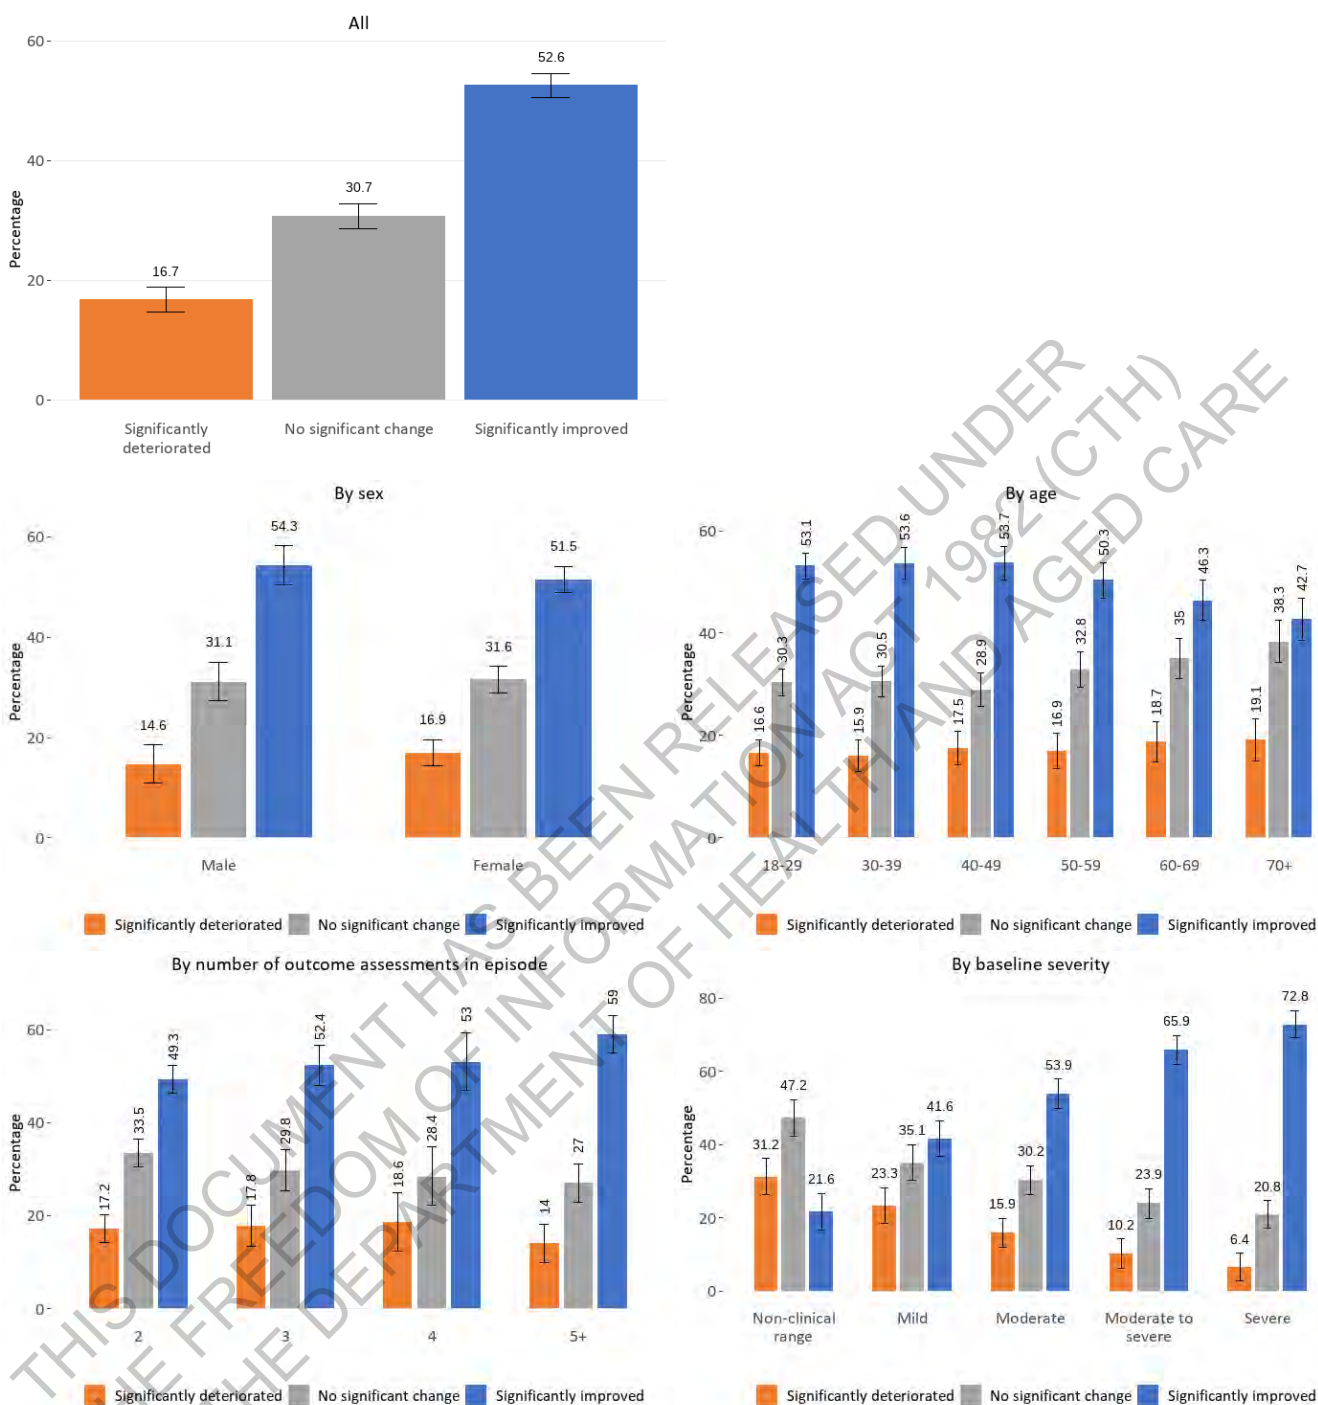 All
60
40
20
0
Percentage
16.7
30.7
52.6
Significantly
deteriorated
No significant change
Significantly improved
By sex
60
40
20
0
Percentage
14.6
31.1
54.3
16.9
31.6
51.5
Male
Female
Significantly deteriorated
No significant change
Significantly improved
By age
60
40
20
0
Percentage
16.6
30.3
53.1
15.9
30.5
53.6
17.5
28.9
53.7
16.9
32.8
50.3
18.7
35
46.3
19.1
38.3
42.7
18-29
30-39
40-49
50-59
60-69
70+
Significantly deteriorated
No significant change
Significantly improved
By number of outcome assessments in episode
60
40
20
0
Percentage
17.2
33.5
49.3
17.8
29.8
52.4
18.6
28.4
53
14
27
59
2
3
4
5+
Significantly deteriorated
No significant change
Significantly improved
By baseline severity
80
60
40
20
0
Percentage
31.2
47.2
21.6
23.3
35.1
41.6
15.9
30.2
53.9
10.2
23.9
65.9
6.4
20.8
72.8
Non-clinical
range
Mild
Moderate
Moderate to
severe
Severe
Significantly deteriorated
No significant change
Significantly improved
THIS DOCUMENT HAS BEEN RELEASED UNDER
THE FREEDOM OF INFORMATION ACT 1982 (CTH)
THE DEPARTMENT OF HEALTH AND AGED CARE